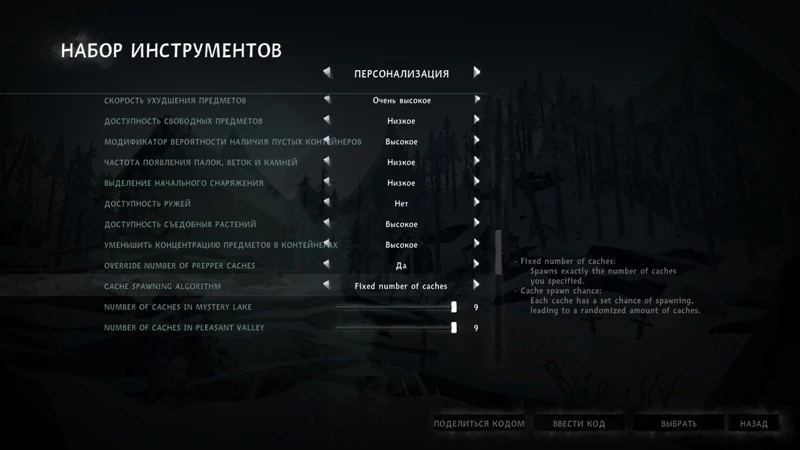 НАБОР ИНСТРУМЕНТОВ
ПЕРСОНАЛИЗАЦИЯ
СКОРОСТЬ УХУДШЕНИЯ ПРЕДМЕТОВ Очень высокое
ДОСТУПНОСТЬ СВОБОДНЫХ ПРЕДМЕТОВ Низкое
МОДИФИКАТОР ВЕРОЯТНОСТИ НАЛИЧИЯ ПУСТЫХ КОНТЕЙНЕРОВ Высокое
ЧАСТОТА ПОЯВЛЕНИЯ ПАЛОК, ВЕТОК И КАМНЕЙ Низкое
ВЫДЕЛЕНИЕ НАЧАЛЬНОГО СНАРЯЖЕНИЯ Низкое
ДОСТУПНОСТЬ РУЖЕЙ Нет
ДОСТУПНОСТЬ СЪЕДОБНЫХ РАСТЕНИЙ Высокое
УМЕНЬШИТЬ КОНЦЕНТРАЦИЮ ПРЕДМЕТОВ В КОНТЕЙНЕРАХ Высокое
OVERRIDE NUMBER OF PREPPER CACHES Да
CACHE SPAWNING ALGORITHM Fixed number of caches
NUMBER OF CACHES IN MYSTERY LAKE 9
NUMBER OF CACHES IN PLEASANT VALLEY 9
- Fixed number of caches:
Spawns exactly the number of caches
you specified.
- Cache spawn chance:
Each cache has a set chance of spawning,
leading to a randomized amount of caches.
ПОДЕЛИТЬСЯ КОДОМ ВВЕСТИ КОД ВЫБРАТЬ НАЗАД